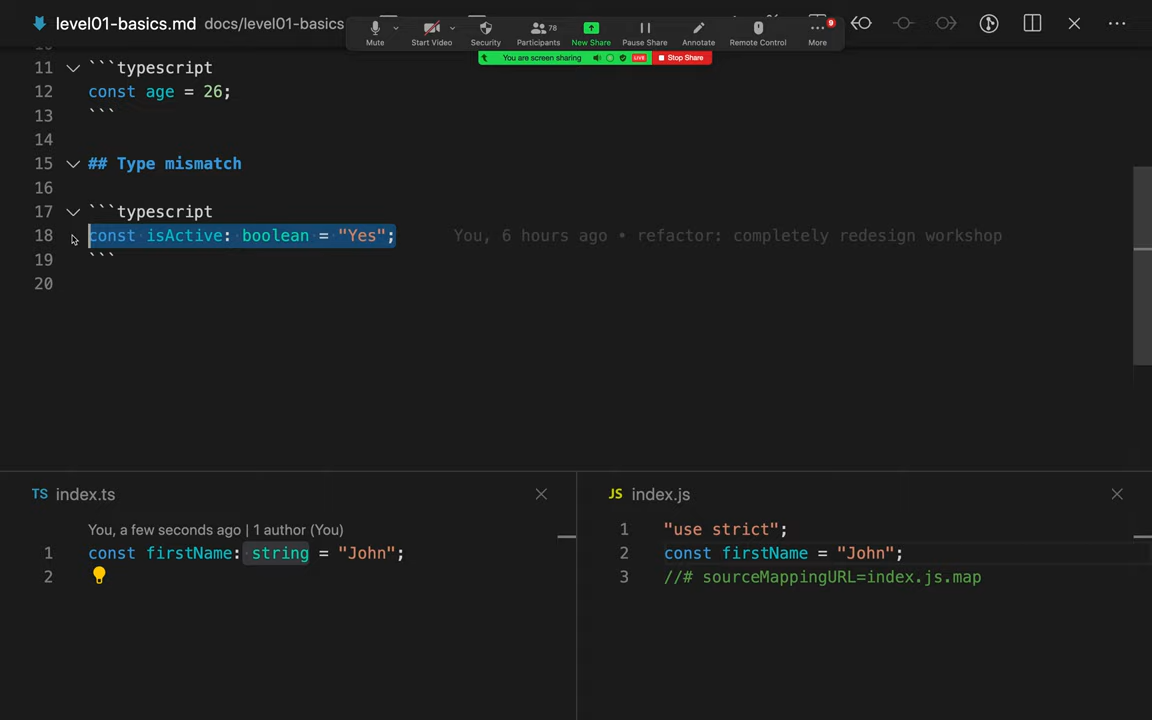 level01-basics.md docs/level01-basics
Mute
Start Video
Security
78
Participants
New Share
Pause Share
Annotate
Remote Control
9
More
You are screen sharing
LIVE
Stop Share
11 ```typescript
12 const age = 26;
13 ```
14
15 ## Type mismatch
16
17 ```typescript
18 const isActive: boolean = "Yes"; You, 6 hours ago • refactor: completely redesign workshop
19 ```
20
TS index.ts
You, a few seconds ago | 1 author (You)
1 const firstName: string = "John";
2
JS index.js
1 "use strict";
2 const firstName = "John";
3 //# sourceMappingURL=index.js.map